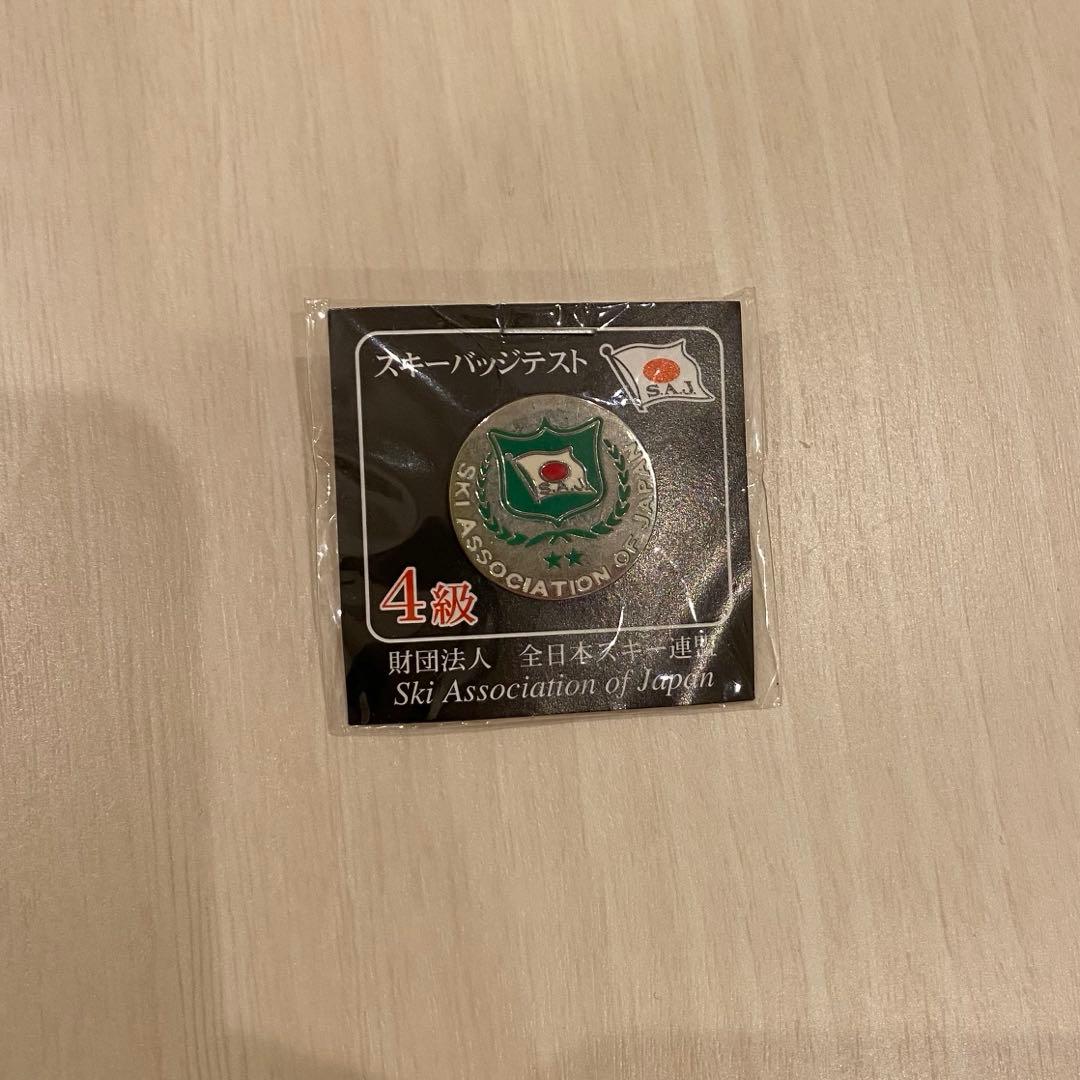 スキーバッジテスト
S.A.J.
S.A.J.
SKI ASSOCIATION OF JAPAN
4級
財団法人 全日本スキー連盟
Ski Association of Japan